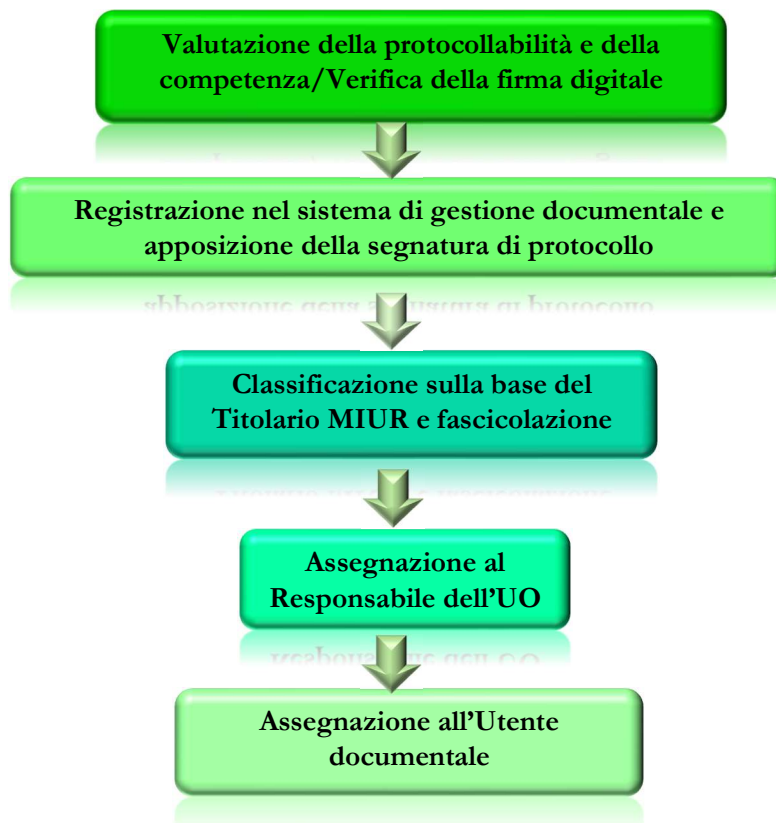 Valutazione della protocollabilità e della
competenza/Verifica della firma digitale
Registrazione nel sistema di gestione documentale e
apposizione della segnatura di protocollo
Classificazione sulla base del
Titolario MIUR e fascicolazione
Assegnazione al
Responsabile dell’UO
Assegnazione all’Utente
documentale